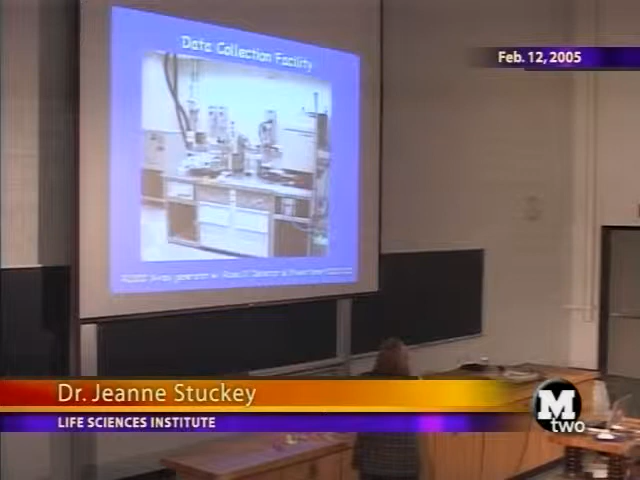 Data Collection Facility
Feb. 12, 2005
Dr. Jeanne Stuckey
LIFE SCIENCES INSTITUTE
M
two